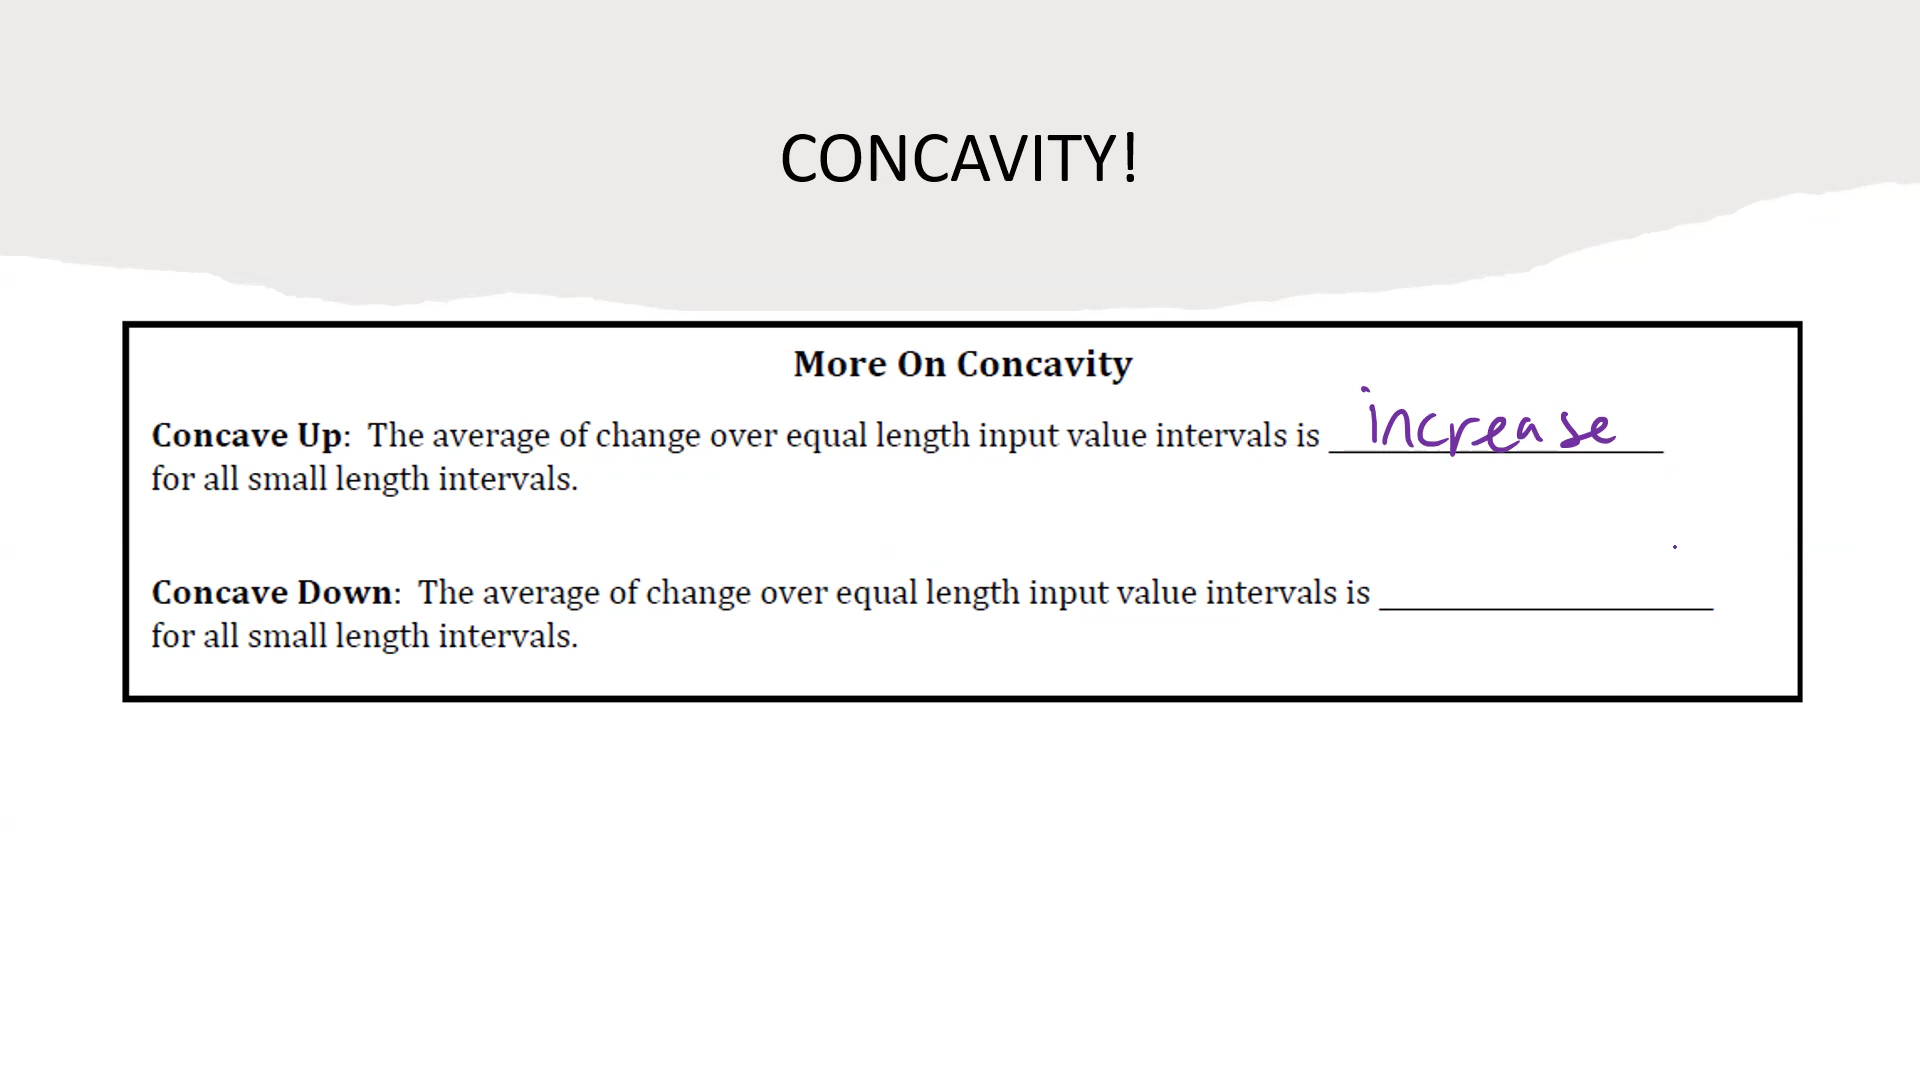 CONCAVITY!
More On Concavity
Concave Up: The average of change over equal length input value intervals is increase
for all small length intervals.
Concave Down: The average of change over equal length input value intervals is ____________________
for all small length intervals.